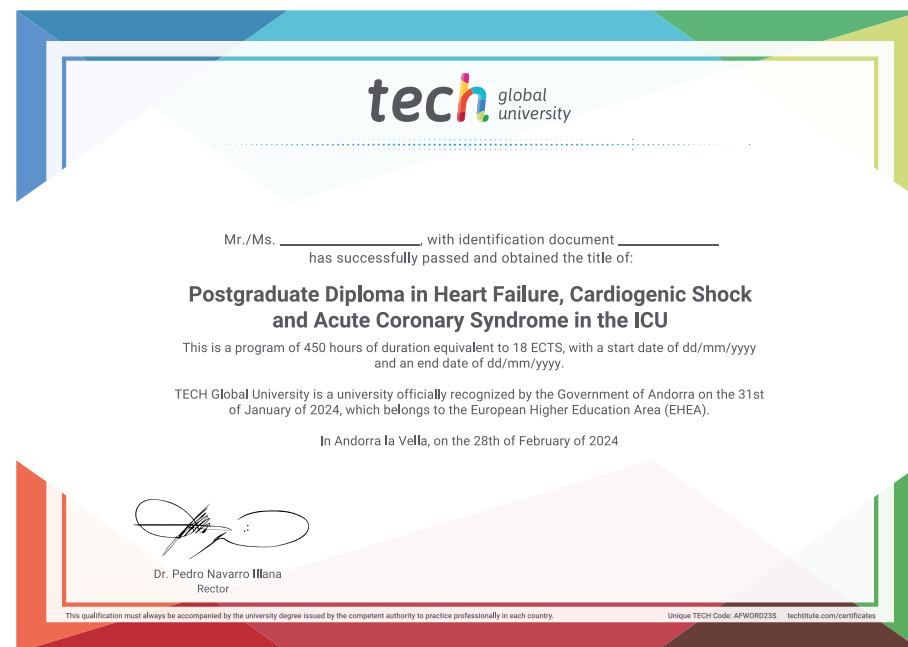 tech global university
Mr./Ms. ____________________, with identification document ______________
has successfully passed and obtained the title of:
Postgraduate Diploma in Heart Failure, Cardiogenic Shock
and Acute Coronary Syndrome in the ICU
This is a program of 450 hours of duration equivalent to 18 ECTS, with a start date of dd/mm/yyyy
and an end date of dd/mm/yyyy.
TECH Global University is a university officially recognized by the Government of Andorra on the 31st
of January of 2024, which belongs to the European Higher Education Area (EHEA).
In Andorra la Vella, on the 28th of February of 2024
Dr. Pedro Navarro Illana
Rector
This qualification must always be accompanied by the university degree issued by the competent authority to practice professionally in each country.
Unique TECH Code: AFWORD23S techtitute.com/certificates